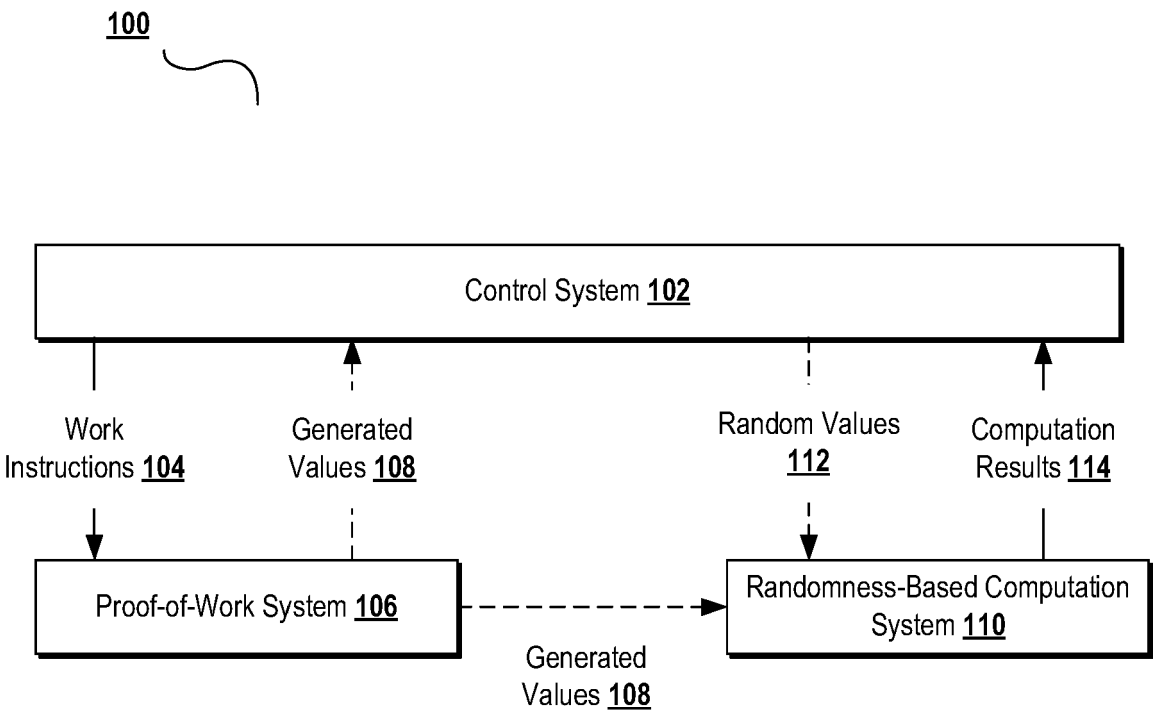 100
Control System 102
Work
Instructions 104
Generated
Values 108
Random Values
112
Computation
Results 114
Proof-of-Work System 106
Randomness-Based Computation
System 110
Generated
Values 108